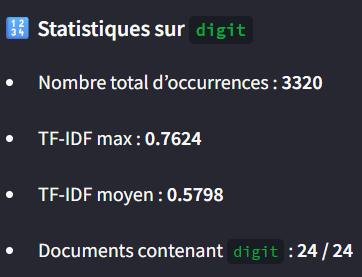 🔢 Statistiques sur digit
• Nombre total d’occurrences : 3320
• TF-IDF max : 0.7624
• TF-IDF moyen : 0.5798
• Documents contenant digit : 24 / 24